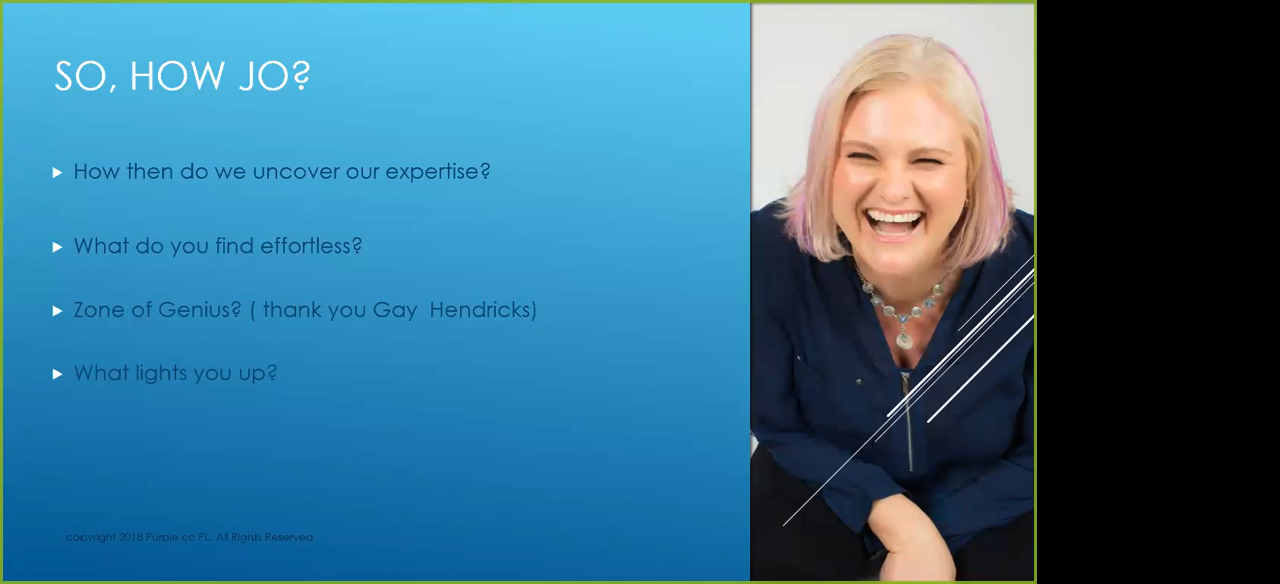 SO, HOW JO?
How then do we uncover our expertise?
What do you find effortless?
Zone of Genius? ( thank you Gay  Hendricks)
What lights you up?
copyright 2018 Purple co PL. All Rights Reserved